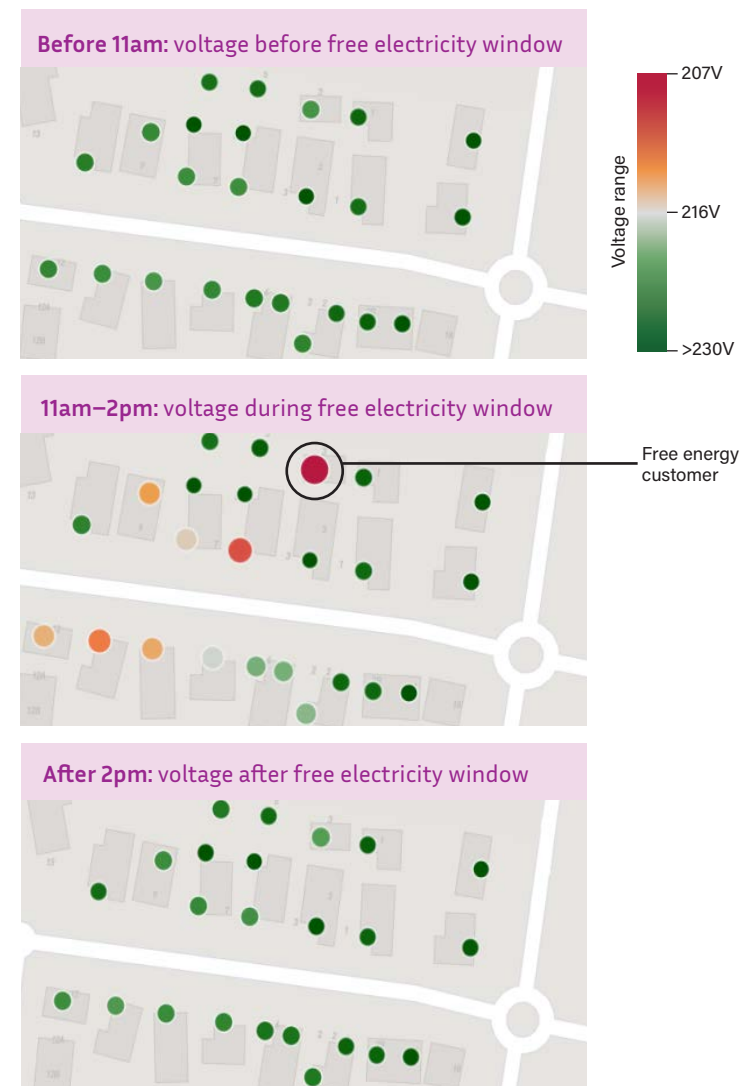 Before 11am: voltage before free electricity window
207V
216V
>230V
Voltage range
11am–2pm: voltage during free electricity window
Free energy
customer
After 2pm: voltage after free electricity window